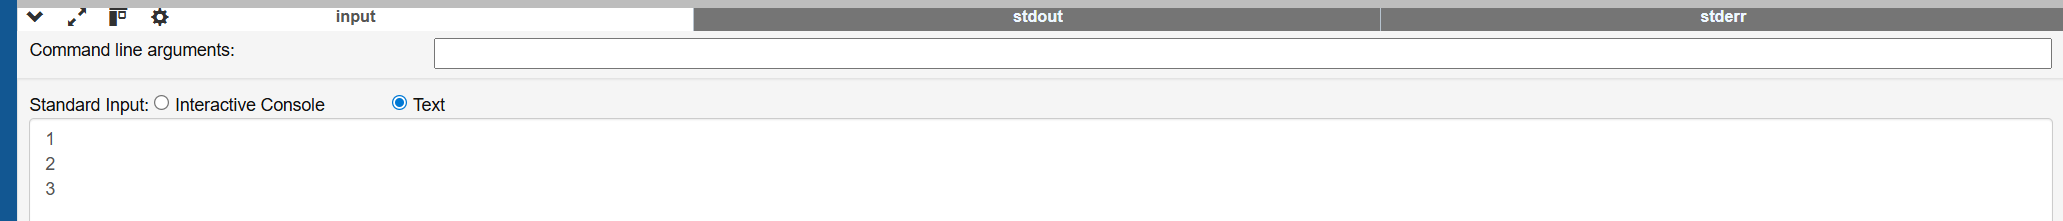 input stdout stderr
Command line arguments:
Standard Input: Interactive Console Text
1
2
3